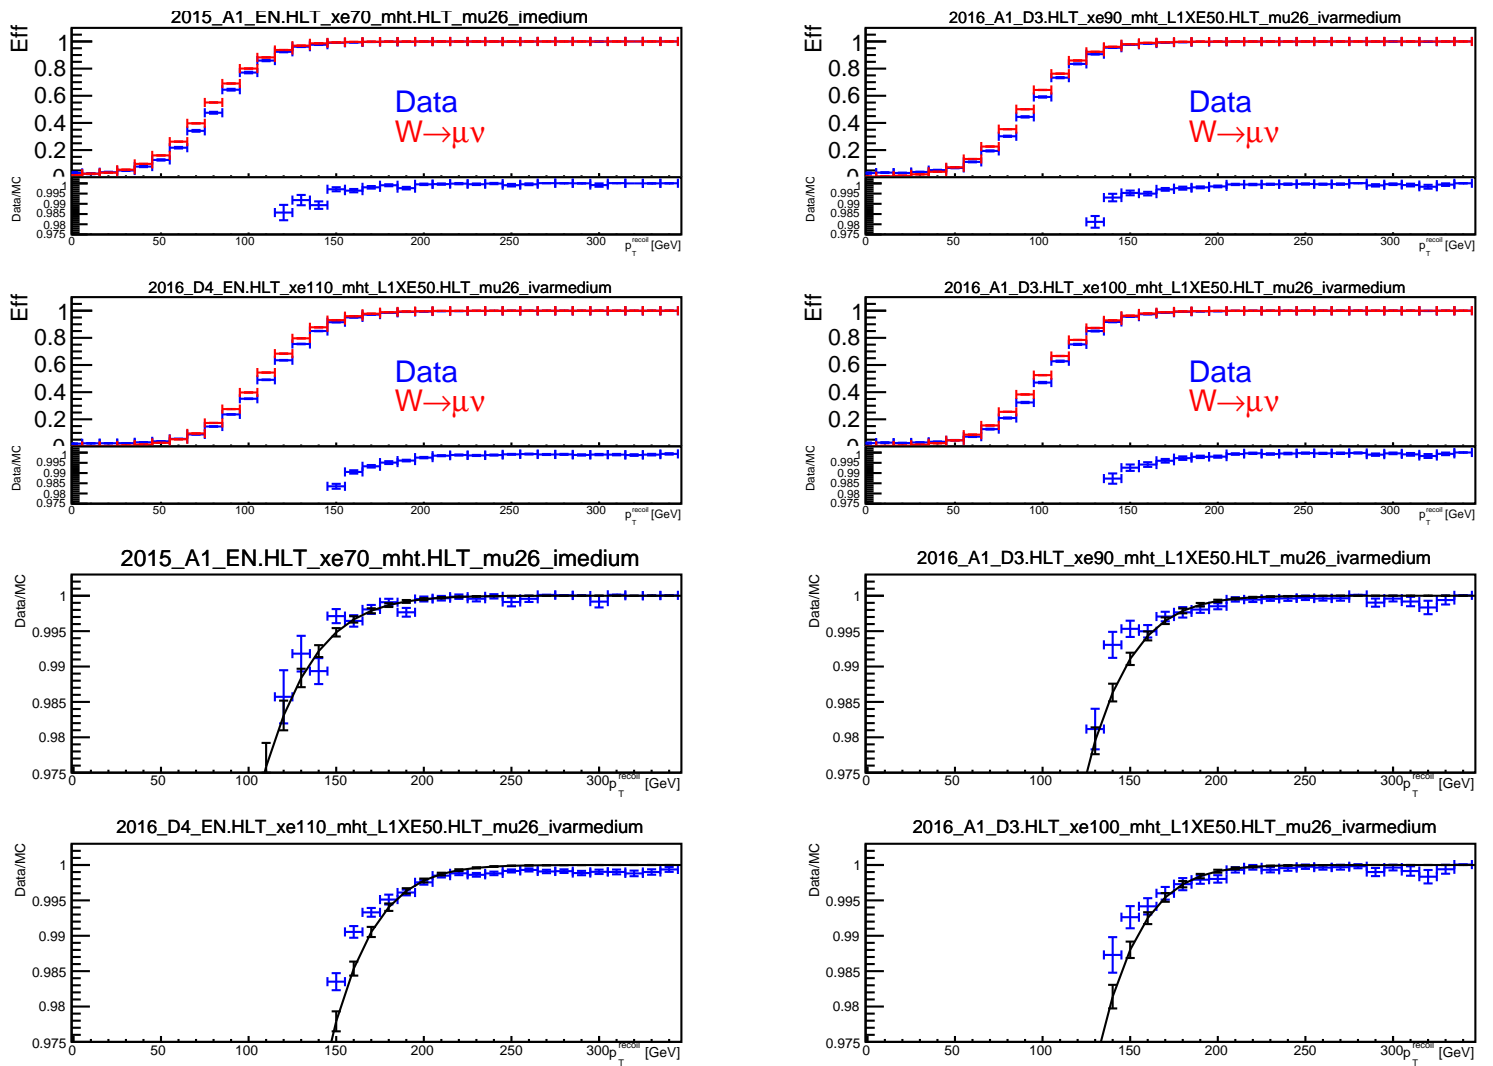 2015_A1_EN.HLT_xe70_mht.HLT_mu26_imedium
Eff
1
0.8
0.6
0.4
0.2
0
Data
W→μν
Data/MC
1
0.995
0.99
0.985
0.98
0.975
0 50 100 150 200 250 300
p_T^recoil [GeV]
2016_A1_D3.HLT_xe90_mht_L1XE50.HLT_mu26_ivarmedium
Eff
1
0.8
0.6
0.4
0.2
0
Data
W→μν
Data/MC
1
0.995
0.99
0.985
0.98
0.975
0 50 100 150 200 250 300
p_T^recoil [GeV]
2016_D4_EN.HLT_xe110_mht_L1XE50.HLT_mu26_ivarmedium
Eff
1
0.8
0.6
0.4
0.2
0
Data
W→μν
Data/MC
1
0.995
0.99
0.985
0.98
0.975
0 50 100 150 200 250 300
p_T^recoil [GeV]
2016_A1_D3.HLT_xe100_mht_L1XE50.HLT_mu26_ivarmedium
Eff
1
0.8
0.6
0.4
0.2
0
Data
W→μν
Data/MC
1
0.995
0.99
0.985
0.98
0.975
0 50 100 150 200 250 300
p_T^recoil [GeV]
2015_A1_EN.HLT_xe70_mht.HLT_mu26_imedium
Data/MC
1
0.995
0.99
0.985
0.98
0.975
0 50 100 150 200 250 300
p_T^recoil [GeV]
2016_A1_D3.HLT_xe90_mht_L1XE50.HLT_mu26_ivarmedium
Data/MC
1
0.995
0.99
0.985
0.98
0.975
0 50 100 150 200 250 300
p_T^recoil [GeV]
2016_D4_EN.HLT_xe110_mht_L1XE50.HLT_mu26_ivarmedium
Data/MC
1
0.995
0.99
0.985
0.98
0.975
0 50 100 150 200 250 300
p_T^recoil [GeV]
2016_A1_D3.HLT_xe100_mht_L1XE50.HLT_mu26_ivarmedium
Data/MC
1
0.995
0.99
0.985
0.98
0.975
0 50 100 150 200 250 300
p_T^recoil [GeV]